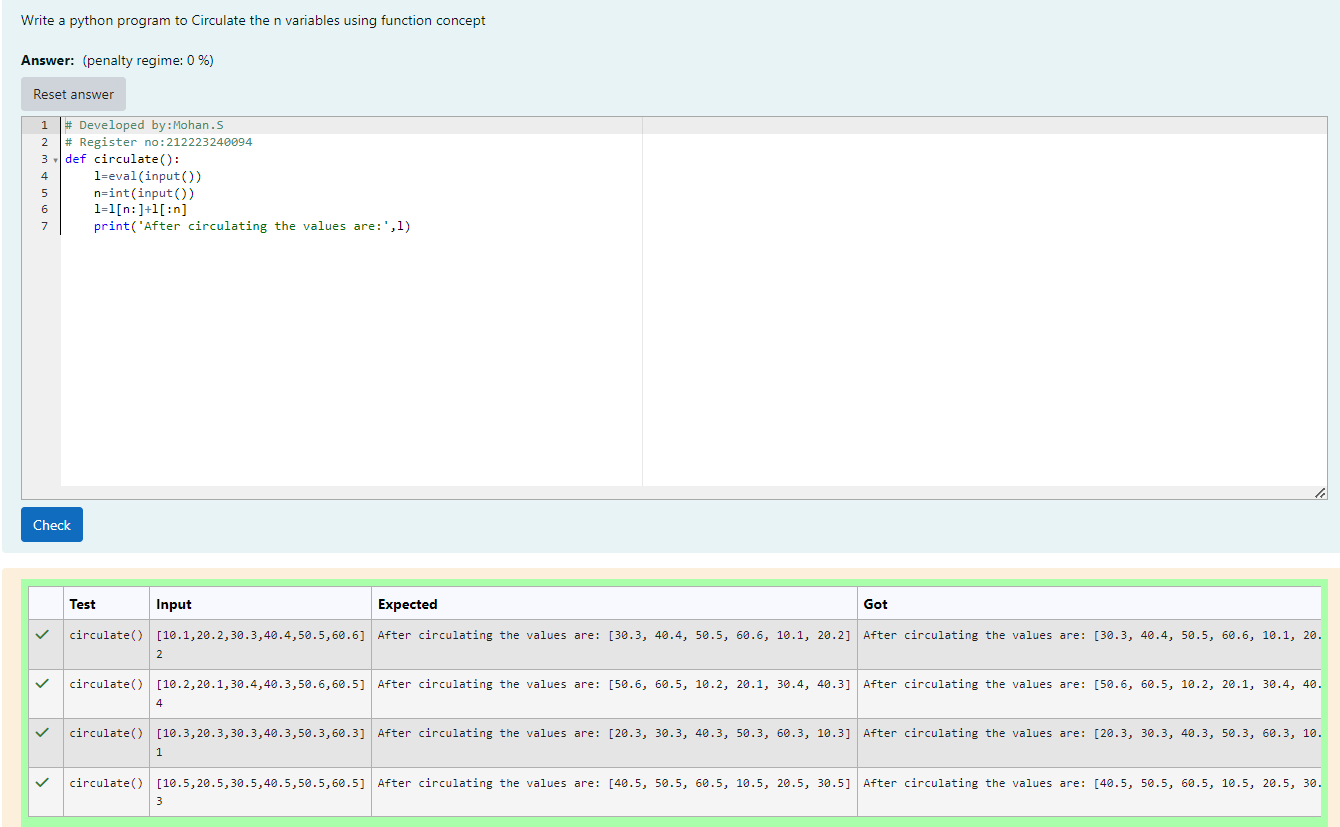 Write a python program to Circulate the n variables using function concept
Answer: (penalty regime: 0 %)
Reset answer
1 # Developed by:Mohan.S
2 # Register no:212223240094
3 def circulate():
4 l=eval(input())
5 n=int(input())
6 l=l[n:]+l[:n]
7 print('After circulating the values are:',l)
Check
Test Input Expected Got
circulate() [10.1,20.2,30.3,40.4,50.5,60.6] After circulating the values are: [30.3, 40.4, 50.5, 60.6, 10.1, 20.2] After circulating the values are: [30.3, 40.4, 50.5, 60.6, 10.1, 20.
2
circulate() [10.2,20.1,30.4,40.3,50.6,60.5] After circulating the values are: [50.6, 60.5, 10.2, 20.1, 30.4, 40.3] After circulating the values are: [50.6, 60.5, 10.2, 20.1, 30.4, 40.
4
circulate() [10.3,20.3,30.3,40.3,50.3,60.3] After circulating the values are: [20.3, 30.3, 40.3, 50.3, 60.3, 10.3] After circulating the values are: [20.3, 30.3, 40.3, 50.3, 60.3, 10.
1
circulate() [10.5,20.5,30.5,40.5,50.5,60.5] After circulating the values are: [40.5, 50.5, 60.5, 10.5, 20.5, 30.5] After circulating the values are: [40.5, 50.5, 60.5, 10.5, 20.5, 30.
3